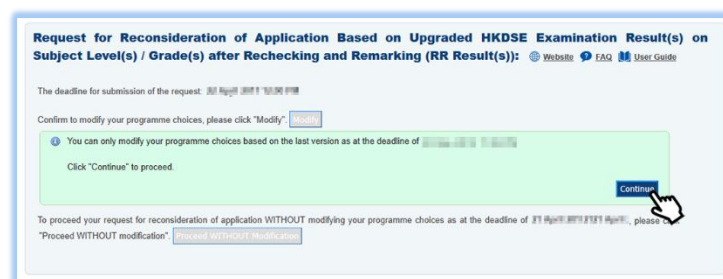 Request for Reconsideration of Application Based on Upgraded HKDSE Examination Result(s) on
Subject Level(s) / Grade(s) after Rechecking and Remarking (RR Result(s)): Website FAQ User Guide
The deadline for submission of the request:
Confirm to modify your programme choices, please click "Modify". Modify
You can only modify your programme choices based on the last version as at the deadline of
Click "Continue" to proceed.
Continue
To proceed your request for reconsideration of application WITHOUT modifying your programme choices as at the deadline of , please
"Proceed WITHOUT modification". Proceed WITHOUT Modification